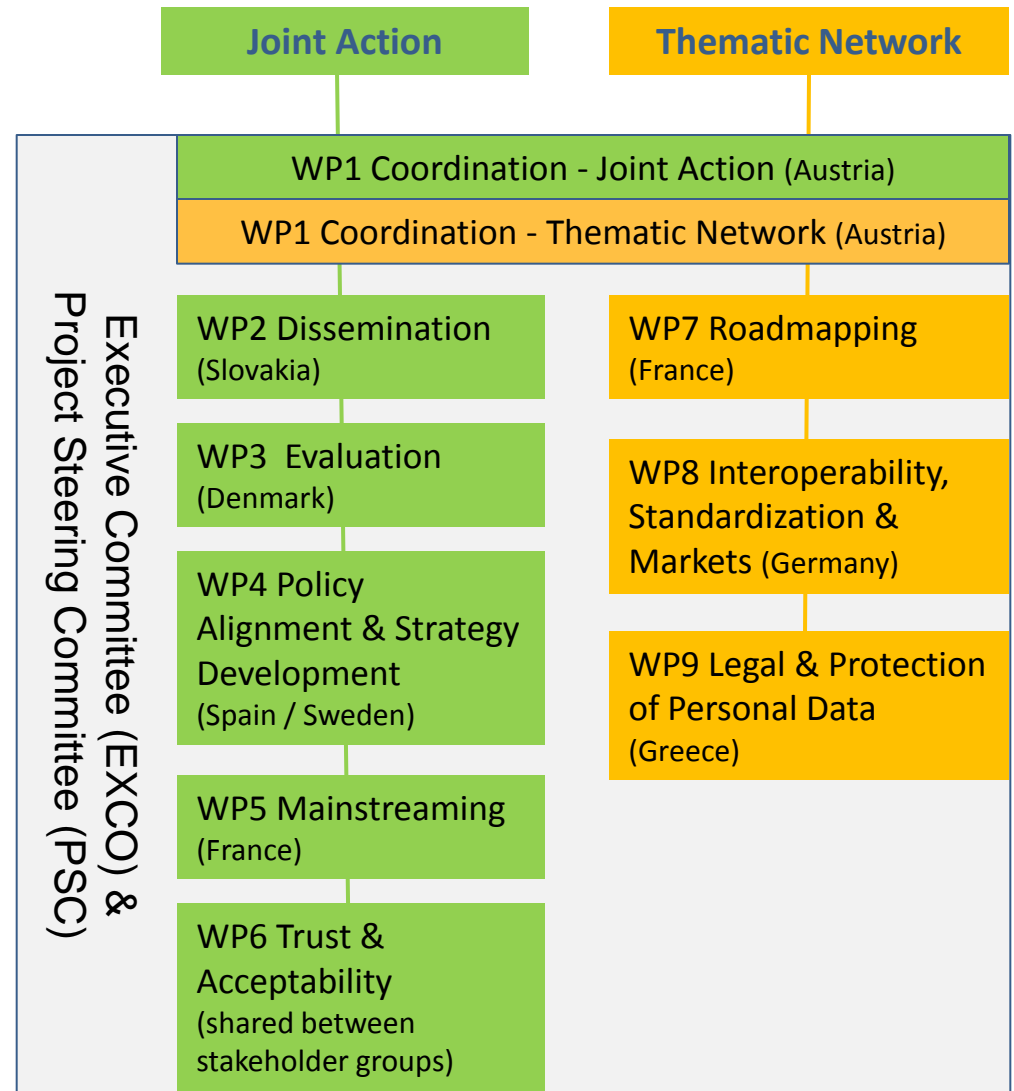 Joint Action
Thematic Network
WP1 Coordination - Joint Action (Austria)
WP1 Coordination - Thematic Network (Austria)
Executive Committee (EXCO) &
Project Steering Committee (PSC)
WP2 Dissemination
(Slovakia)
WP3  Evaluation
(Denmark)
WP4 Policy
Alignment & Strategy
Development
(Spain / Sweden)
WP5 Mainstreaming
(France)
WP6 Trust &
Acceptability
(shared between
stakeholder groups)
WP7 Roadmapping
(France)
WP8 Interoperability,
Standardization &
Markets (Germany)
WP9 Legal & Protection
of Personal Data
(Greece)